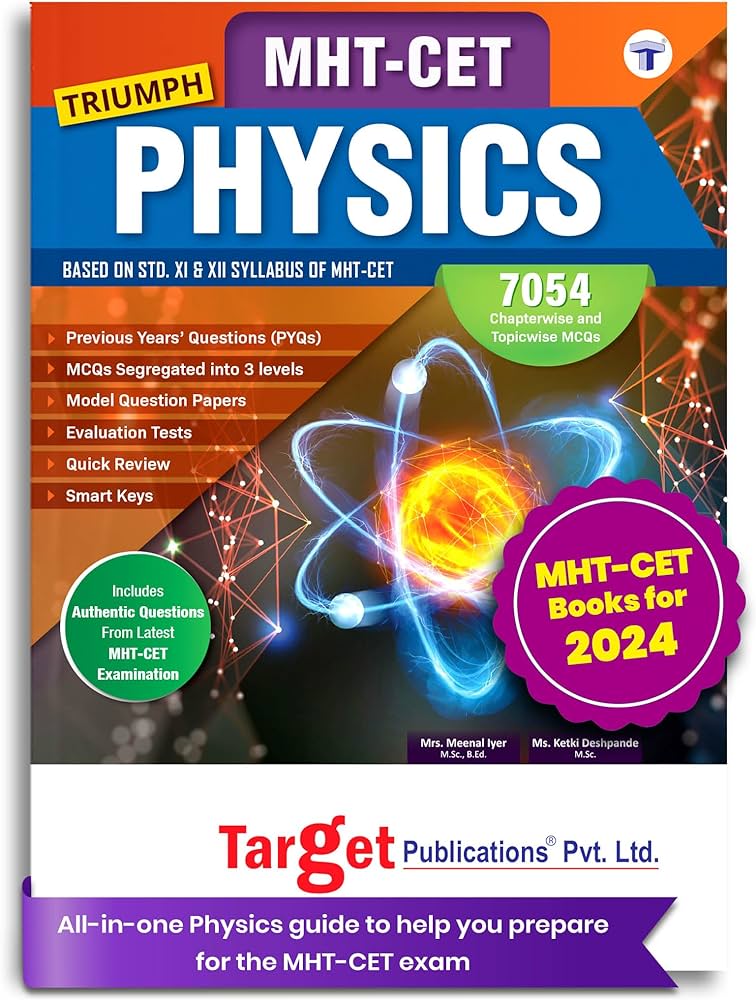 MHT-CET
TRIUMPH
PHYSICS
BASED ON STD. XI & XII SYLLABUS OF MHT-CET
7054
Chapterwise and
Topicwise MCQs
Previous Years' Questions (PYQs)
MCQs Segregated into 3 levels
Model Question Papers
Evaluation Tests
Quick Review
Smart Keys
Includes
Authentic Questions
From Latest
MHT-CET
Examination
MHT-CET
Books for
2024
Mrs. Meenal Iyer
M.Sc., B.Ed.
Ms. Ketki Deshpande
M.Sc.
Target Publications® Pvt. Ltd.
All-in-one Physics guide to help you prepare
for the MHT-CET exam